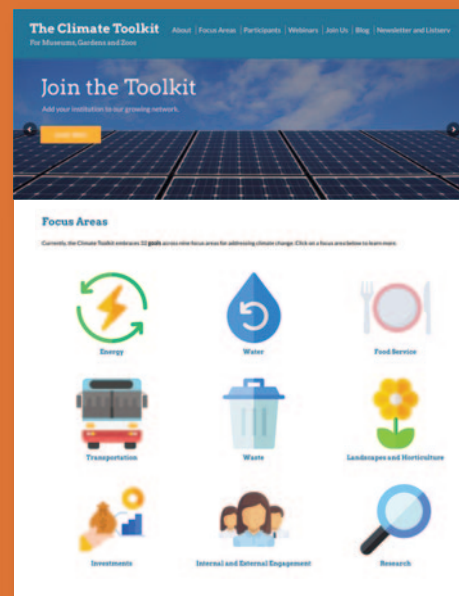 The Climate Toolkit
For Museums, Gardens and Zoos
About | Focus Areas | Participants | Webinars | Join Us | Blog | Newsletter and Listserv
Join the Toolkit
Add your institution to our growing network.
Focus Areas
Currently, the Climate Toolkit embraces 32 goals across nine focus areas for addressing climate change. Click on a focus area below to learn more.
Energy
Water
Food Service
Transportation
Waste
Landscapes and Horticulture
Investments
Internal and External Engagement
Research